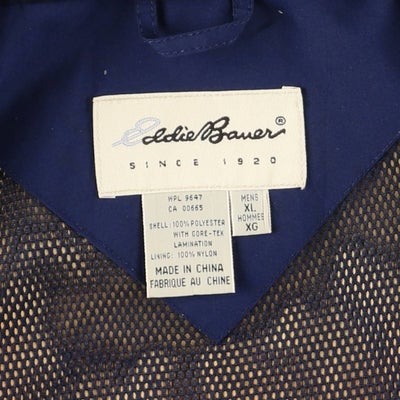 Eddie Bauer®
SINCE 1920
HPL 9647
CA 00665
SHELL: 100% POLYESTER
WITH GORE-TEX
LAMINATION
LINING: 100% NYLON
MADE IN CHINA
FABRIQUE AU CHINE
MENS
XL
HOMMES
XG